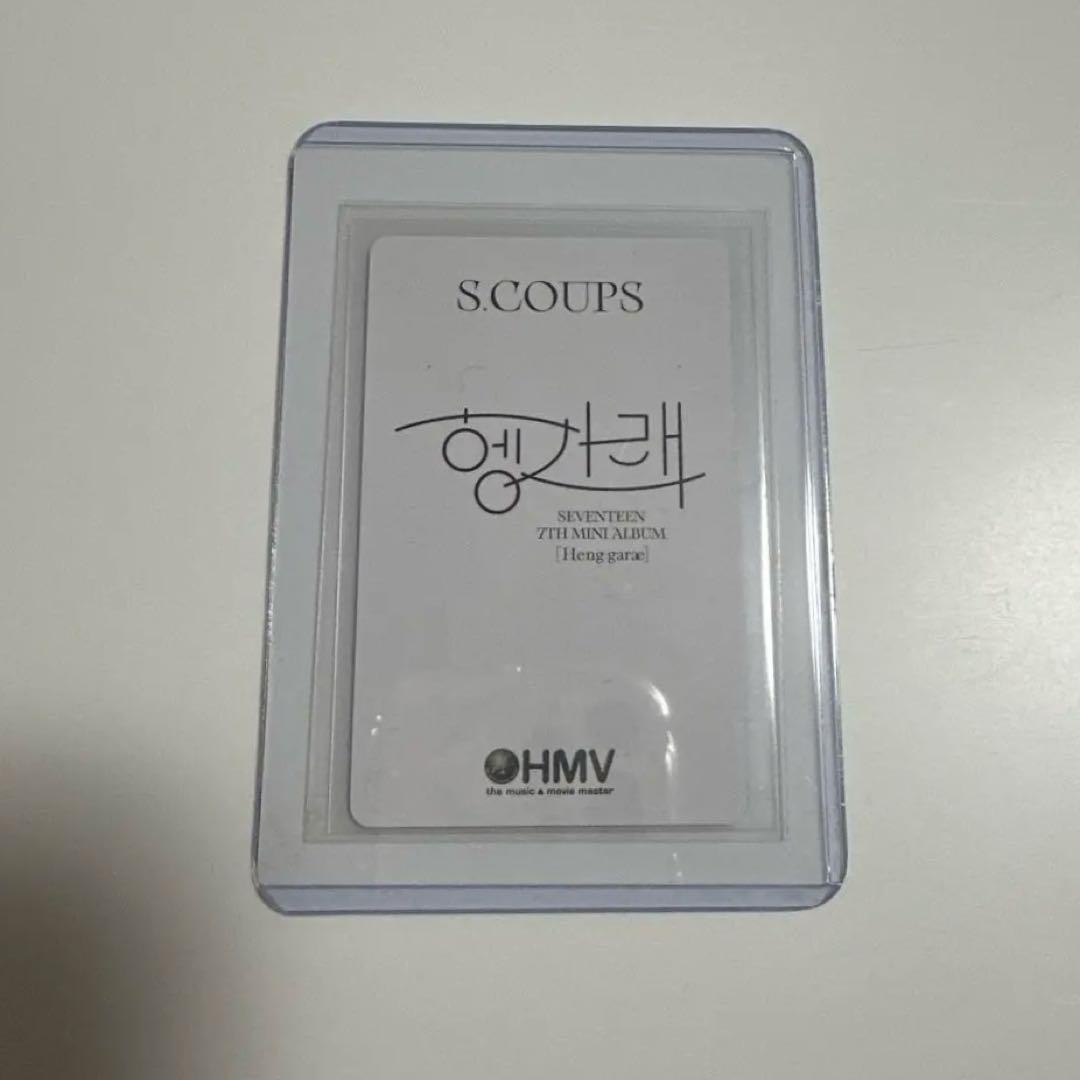 S.COUPS
헹가래
SEVENTEEN
7TH MINI ALBUM
[Heng garæ]
HMV
the music & movie master